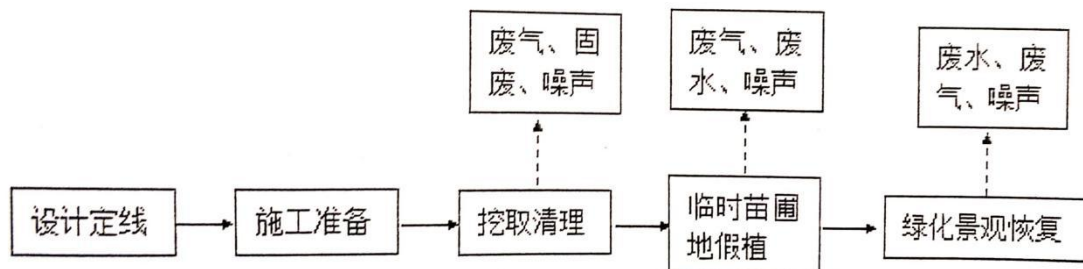 废气、固
废、噪声
废气、废
水、噪声
废水、废
气、噪声
设计定线
施工准备
挖取清理
临时苗圃
地假植
绿化景观恢复